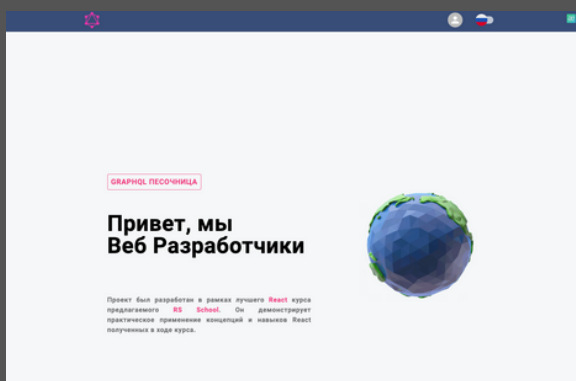 GRAPHQL ПЕСОЧНИЦА
Привет, мы
Веб Разработчики
Проект был разработан в рамках лучшего React курса
предлагаемого RS School. Он демонстрирует
практическое применение концепций и навыков React
полученных в ходе курса.